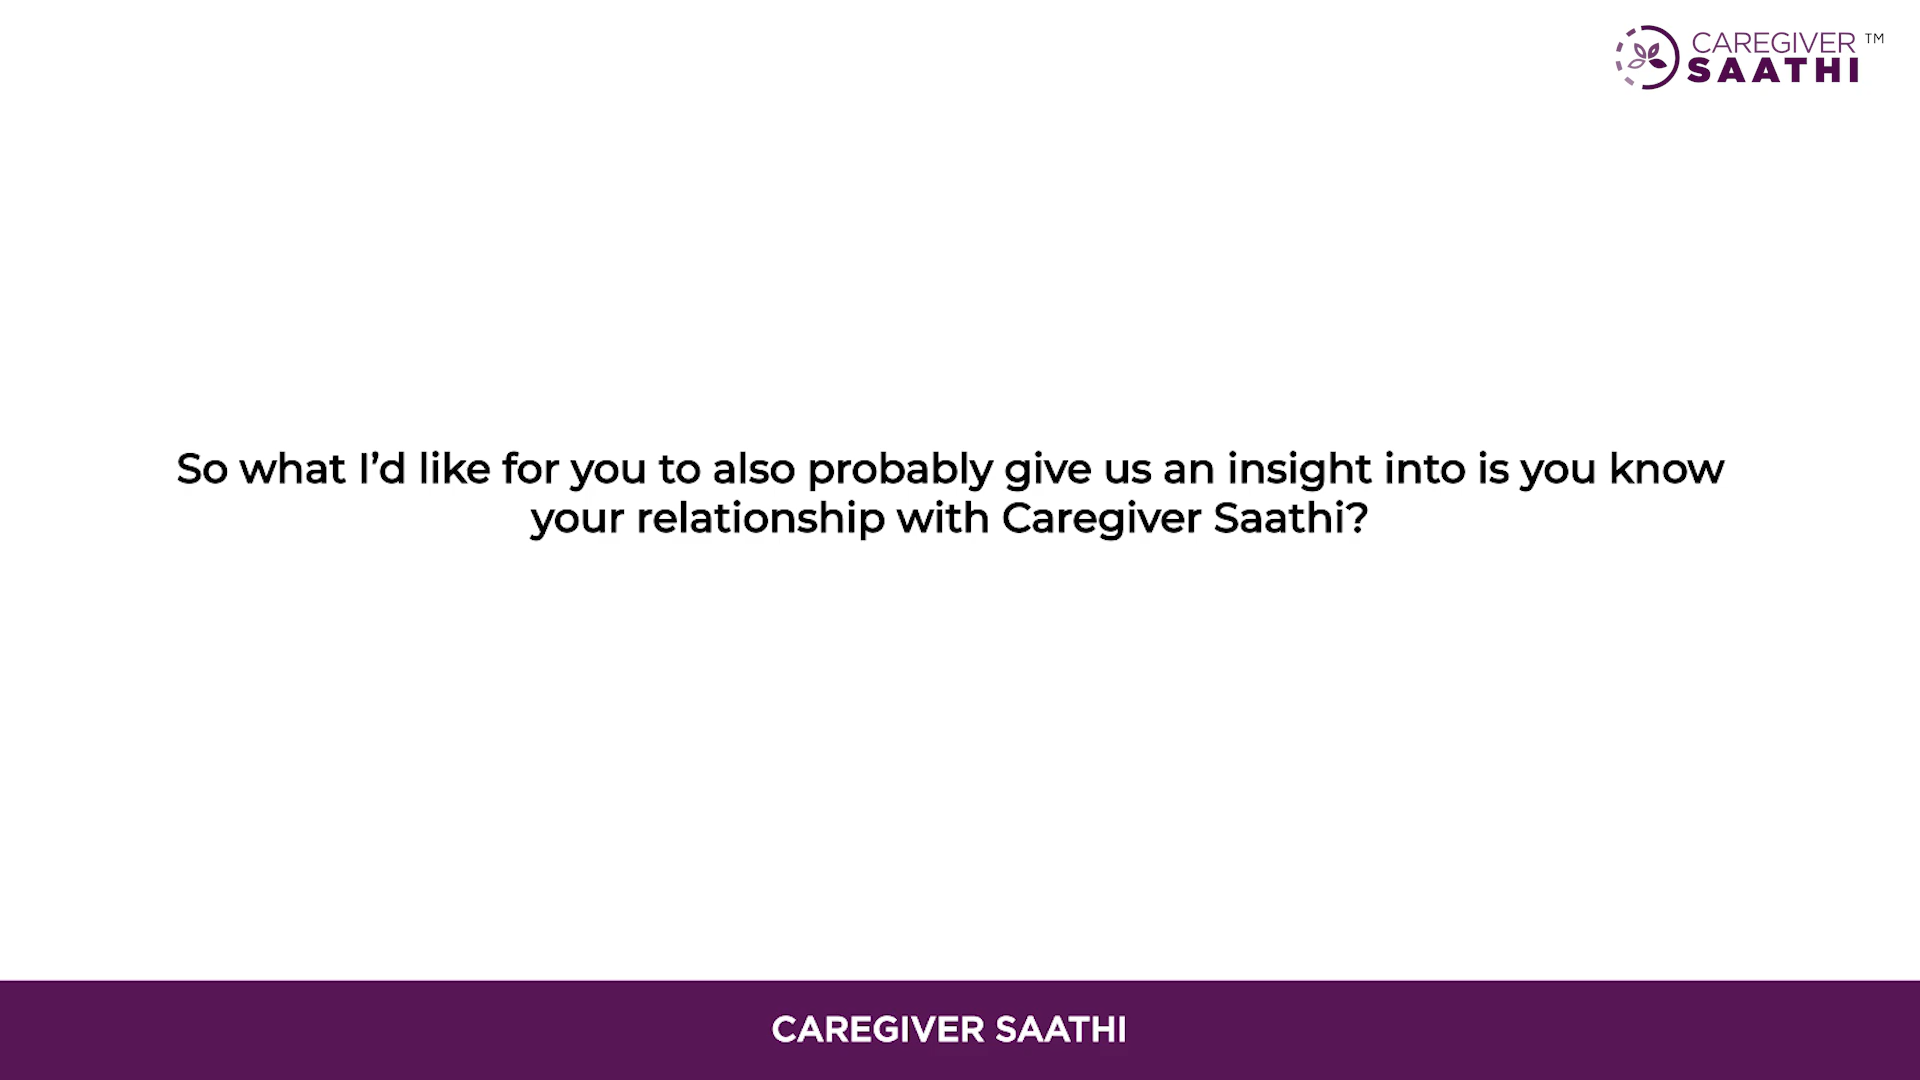 CAREGIVER TM
SAATHI
So what I’d like for you to also probably give us an insight into is you know
your relationship with Caregiver Saathi?
CAREGIVER SAATHI